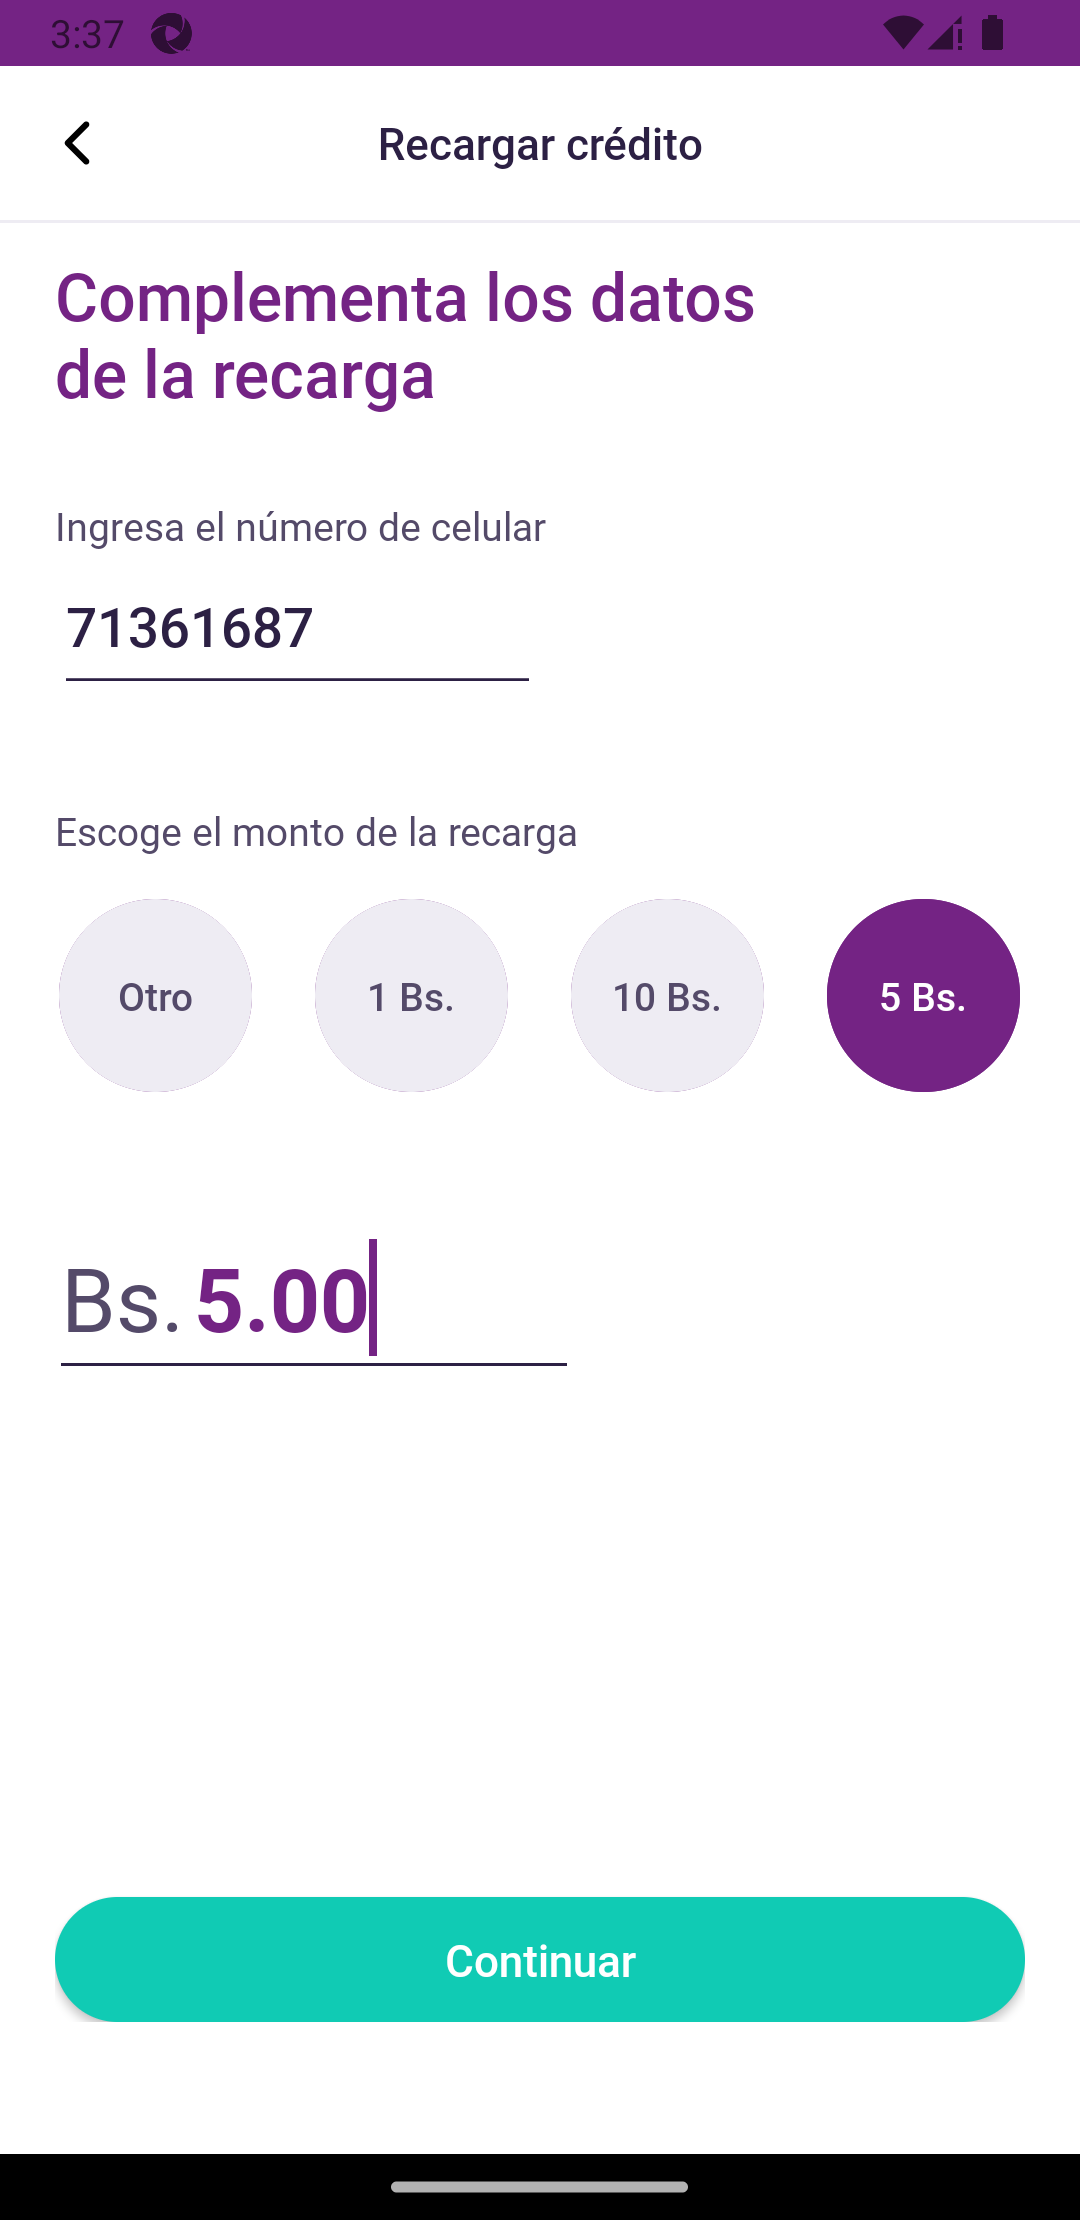 3:37
Recargar crédito
Complementa los datos
de la recarga
Ingresa el número de celular
71361687
Escoge el monto de la recarga
Otro
1 Bs.
10 Bs.
5 Bs.
Bs. 5.00
Continuar